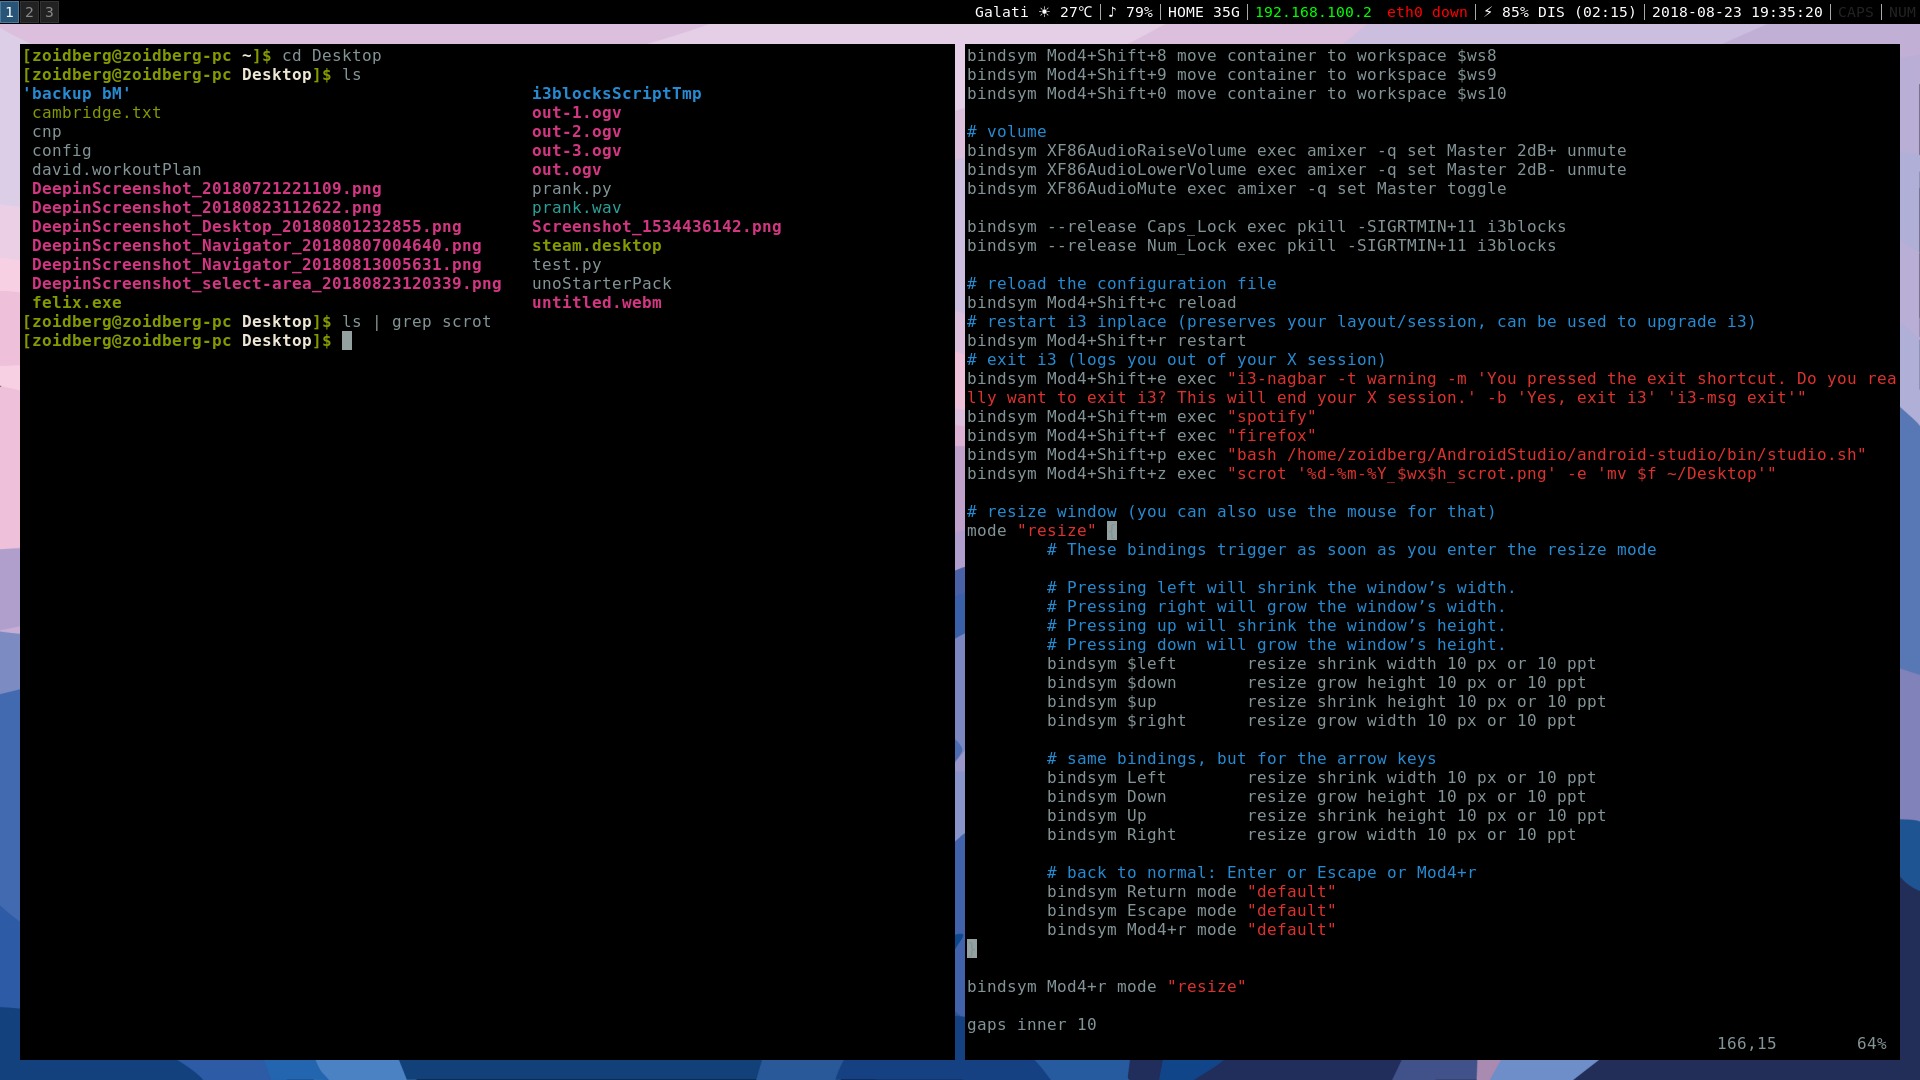 1 2 3
Galati ☀ 27℃ | ♪ 79% | HOME 35G | 192.168.100.2 eth0 down | ⚡ 85% DIS (02:15) | 2018-08-23 19:35:20 | CAPS | NUM
[zoidberg@zoidberg-pc ~]$ cd Desktop
[zoidberg@zoidberg-pc Desktop]$ ls
'backup bM' i3blocksScriptTmp
cambridge.txt out-1.ogv
cnp out-2.ogv
config out-3.ogv
david.workoutPlan out.ogv
DeepinScreenshot_20180721221109.png prank.py
DeepinScreenshot_20180823112622.png prank.wav
DeepinScreenshot_Desktop_20180801232855.png Screenshot_1534436142.png
DeepinScreenshot_Navigator_20180807004640.png steam.desktop
DeepinScreenshot_Navigator_20180813005631.png test.py
DeepinScreenshot_select-area_20180823120339.png unoStarterPack
felix.exe untitled.webm
[zoidberg@zoidberg-pc Desktop]$ ls | grep scrot
[zoidberg@zoidberg-pc Desktop]$
bindsym Mod4+Shift+8 move container to workspace $ws8
bindsym Mod4+Shift+9 move container to workspace $ws9
bindsym Mod4+Shift+0 move container to workspace $ws10
# volume
bindsym XF86AudioRaiseVolume exec amixer -q set Master 2dB+ unmute
bindsym XF86AudioLowerVolume exec amixer -q set Master 2dB- unmute
bindsym XF86AudioMute exec amixer -q set Master toggle
bindsym --release Caps_Lock exec pkill -SIGRTMIN+11 i3blocks
bindsym --release Num_Lock exec pkill -SIGRTMIN+11 i3blocks
# reload the configuration file
bindsym Mod4+Shift+c reload
# restart i3 inplace (preserves your layout/session, can be used to upgrade i3)
bindsym Mod4+Shift+r restart
# exit i3 (logs you out of your X session)
bindsym Mod4+Shift+e exec "i3-nagbar -t warning -m 'You pressed the exit shortcut. Do you rea
lly want to exit i3? This will end your X session.' -b 'Yes, exit i3' 'i3-msg exit'"
bindsym Mod4+Shift+m exec "spotify"
bindsym Mod4+Shift+f exec "firefox"
bindsym Mod4+Shift+p exec "bash /home/zoidberg/AndroidStudio/android-studio/bin/studio.sh"
bindsym Mod4+Shift+z exec "scrot '%d-%m-%Y_$wx$h_scrot.png' -e 'mv $f ~/Desktop'"
# resize window (you can also use the mouse for that)
mode "resize" {
# These bindings trigger as soon as you enter the resize mode
# Pressing left will shrink the window’s width.
# Pressing right will grow the window’s width.
# Pressing up will shrink the window’s height.
# Pressing down will grow the window’s height.
bindsym $left resize shrink width 10 px or 10 ppt
bindsym $down resize grow height 10 px or 10 ppt
bindsym $up resize shrink height 10 px or 10 ppt
bindsym $right resize grow width 10 px or 10 ppt
# same bindings, but for the arrow keys
bindsym Left resize shrink width 10 px or 10 ppt
bindsym Down resize grow height 10 px or 10 ppt
bindsym Up resize shrink height 10 px or 10 ppt
bindsym Right resize grow width 10 px or 10 ppt
# back to normal: Enter or Escape or Mod4+r
bindsym Return mode "default"
bindsym Escape mode "default"
bindsym Mod4+r mode "default"
}
bindsym Mod4+r mode "resize"
gaps inner 10
166,15 64%